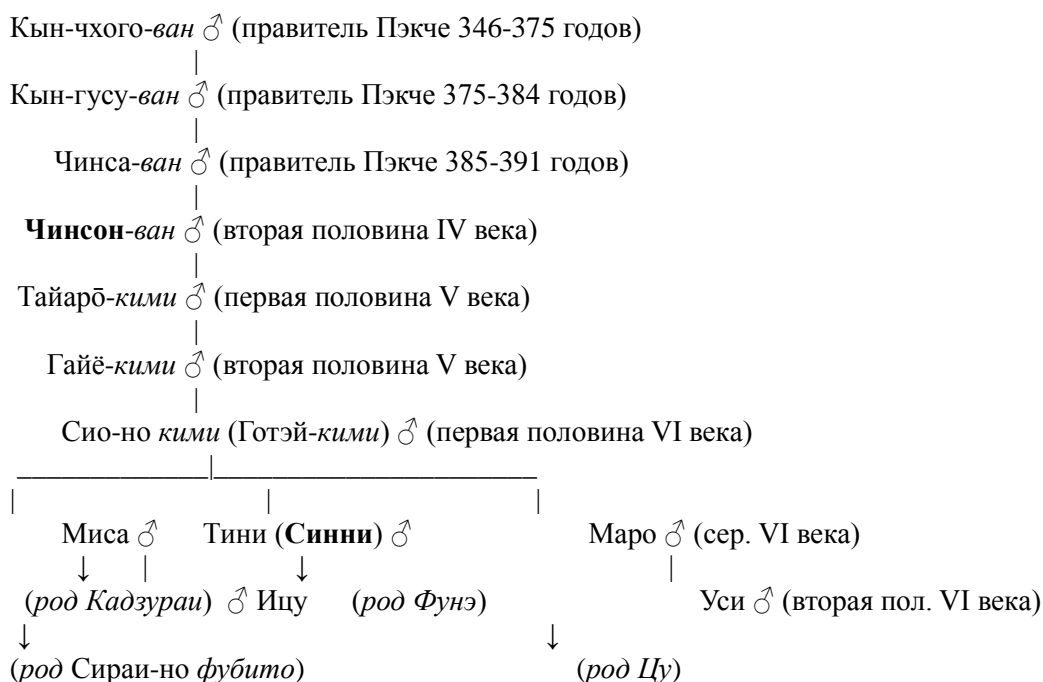 Кын-чхого-ван ♂ (правитель Пэкче 346-375 годов)
Кын-гусу-ван ♂ (правитель Пэкче 375-384 годов)
Чинса-ван ♂ (правитель Пэкче 385-391 годов)
Чинсон-ван ♂ (вторая половина IV века)
Тайарō-кими ♂ (первая половина V века)
Гайё-кими ♂ (вторая половина V века)
Сио-но кими (Готэй-кими) ♂ (первая половина VI века)
Миса ♂ Тини (Синни) ♂ Маро ♂ (сер. VI века)
↓ | ↓ |
(род Кадзураи) ♂ Ицу (род Фунэ) Уси ♂ (вторая пол. VI века)
↓ ↓
(род Сираи-но фубито) (род Цу)